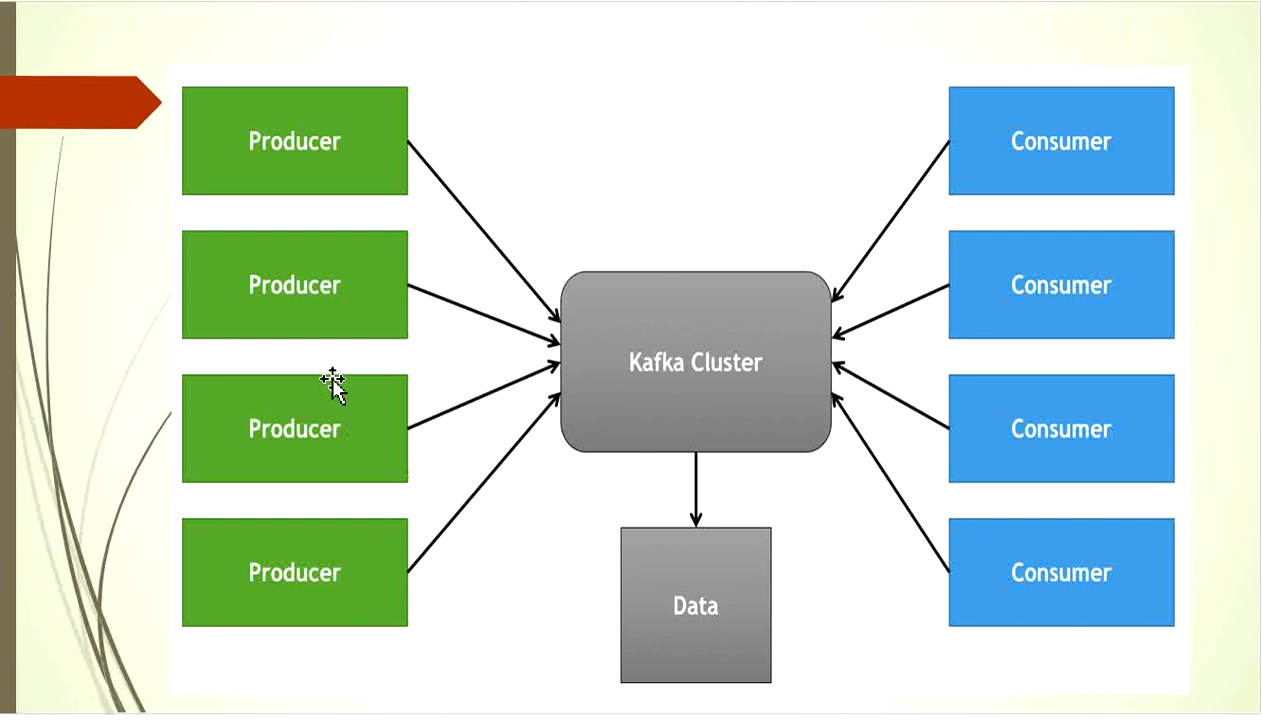 Producer
Producer
Producer
Producer
Kafka Cluster
Data
Consumer
Consumer
Consumer
Consumer